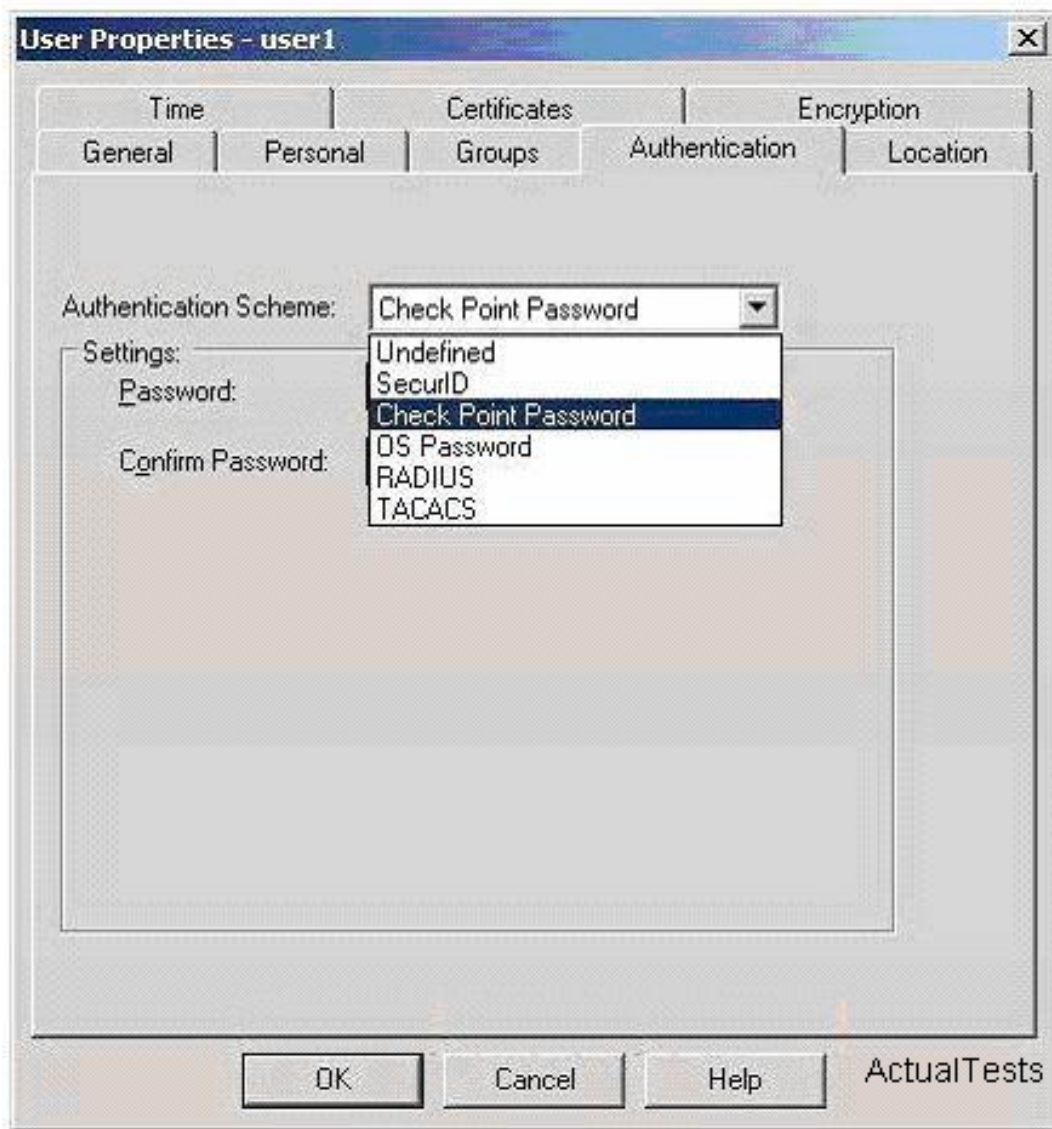 User Properties - user1
Time Certificates Encryption
General Personal Groups Authentication Location
Authentication Scheme: Check Point Password
Settings:
Undefined
SecurID
Password:
Check Point Password
OS Password
Confirm Password:
RADIUS
TACACS
OK Cancel Help
ActualTests